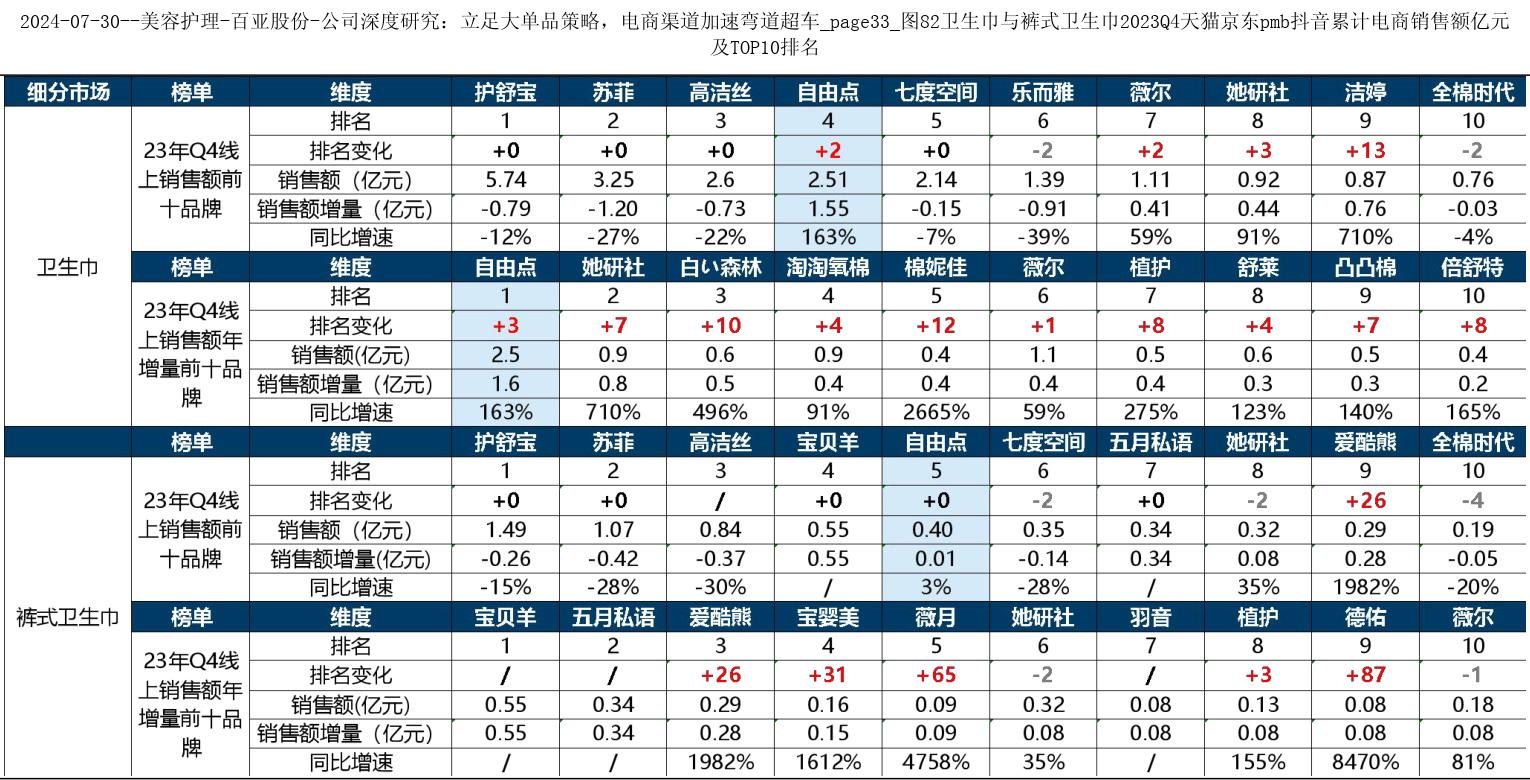 2024-07-30--美容护理-百亚股份-公司深度研究：立足大单品策略，电商渠道加速弯道超车_page33_图82卫生巾与裤式卫生巾2023Q4天猫京东pmb抖音累计电商销售额亿元
及TOP10排名
细分市场 榜单 维度 护舒宝 苏菲 高洁丝 自由点 七度空间 乐而雅 薇尔 她研社 洁婷 全棉时代
卫生巾
23年Q4线
上销售额前
十品牌
排名 1 2 3 4 5 6 7 8 9 10
排名变化 +0 +0 +0 +2 +0 -2 +2 +3 +13 -2
销售额（亿元） 5.74 3.25 2.6 2.51 2.14 1.39 1.11 0.92 0.87 0.76
销售额增量（亿元） -0.79 -1.20 -0.73 1.55 -0.15 -0.91 0.41 0.44 0.76 -0.03
同比增速 -12% -27% -22% 163% -7% -39% 59% 91% 710% -4%
榜单 维度 自由点 她研社 白い森林 淘淘氧棉 棉妮佳 薇尔 植护 舒莱 凸凸棉 倍舒特
23年Q4线
上销售额年
增量前十品
牌
排名 1 2 3 4 5 6 7 8 9 10
排名变化 +3 +7 +10 +4 +12 +1 +8 +4 +7 +8
销售额(亿元) 2.5 0.9 0.6 0.9 0.4 1.1 0.5 0.6 0.5 0.4
销售额增量（亿元） 1.6 0.8 0.5 0.4 0.4 0.4 0.4 0.3 0.3 0.2
同比增速 163% 710% 496% 91% 2665% 59% 275% 123% 140% 165%
榜单 维度 护舒宝 苏菲 高洁丝 宝贝羊 自由点 七度空间 五月私语 她研社 爱酷熊 全棉时代
裤式卫生巾
23年Q4线
上销售额前
十品牌
排名 1 2 3 4 5 6 7 8 9 10
排名变化 +0 +0 / +0 +0 -2 +0 -2 +26 -4
销售额（亿元） 1.49 1.07 0.84 0.55 0.40 0.35 0.34 0.32 0.29 0.19
销售额增量(亿元) -0.26 -0.42 -0.37 0.55 0.01 -0.14 0.34 0.08 0.28 -0.05
同比增速 -15% -28% -30% / 3% -28% / 35% 1982% -20%
榜单 维度 宝贝羊 五月私语 爱酷熊 宝婴美 薇月 她研社 羽音 植护 德佑 薇尔
23年Q4线
上销售额年
增量前十品
牌
排名 1 2 3 4 5 6 7 8 9 10
排名变化 / / +26 +31 +65 -2 / +3 +87 -1
销售额(亿元) 0.55 0.34 0.29 0.16 0.09 0.32 0.08 0.13 0.08 0.18
销售额增量（亿元） 0.55 0.34 0.28 0.15 0.09 0.08 0.08 0.08 0.08 0.08
同比增速 / / 1982% 1612% 4758% 35% / 155% 8470% 81%